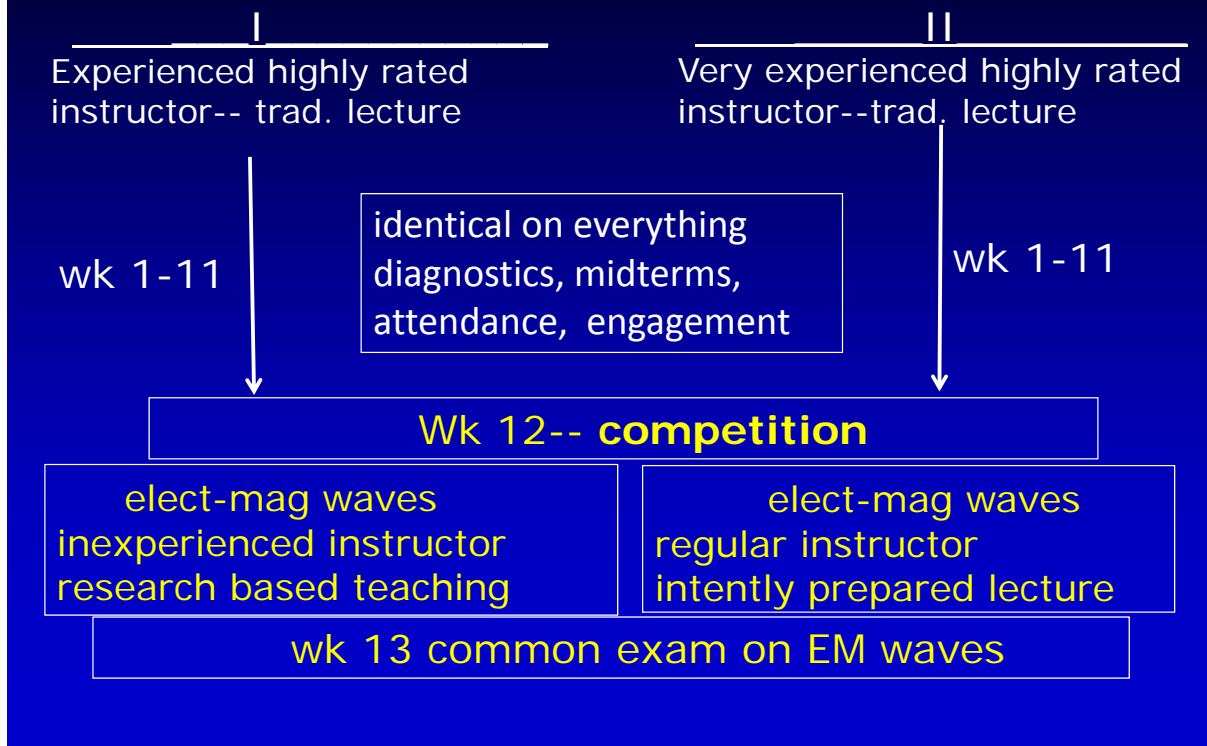 I
Experienced highly rated
instructor-- trad. lecture
II
Very experienced highly rated
instructor--trad. lecture
wk 1-11
identical on everything
diagnostics, midterms,
attendance, engagement
wk 1-11
Wk 12-- competition
elect-mag waves
inexperienced instructor
research based teaching
elect-mag waves
regular instructor
intently prepared lecture
wk 13 common exam on EM waves